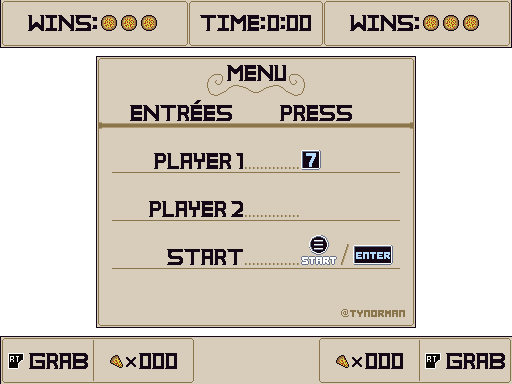 WINS: TIME:0:00 WINS:
MENU
ENTRÉES PRESS
PLAYER 1..............7
PLAYER 2..............
START..............START / ENTER
@TYNORMAN
RT GRAB ×000 ×000 RT GRAB